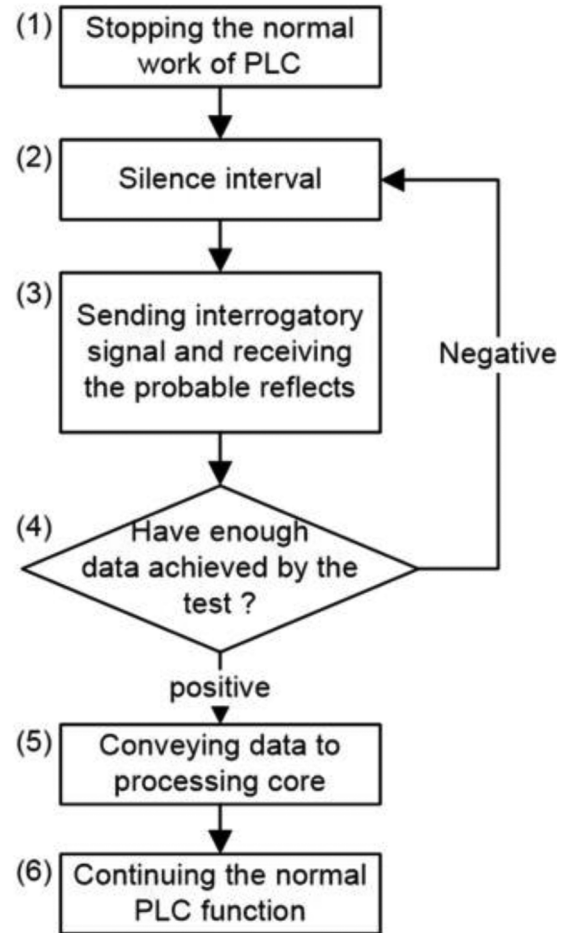 (1)
Stopping the normal
work of PLC
(2)
Silence interval
(3)
Sending interrogatory
signal and receiving
the probable reflects
Negative
(4)
Have enough
data achieved by the
test ?
positive
(5)
Conveying data to
processing core
(6)
Continuing the normal
PLC function